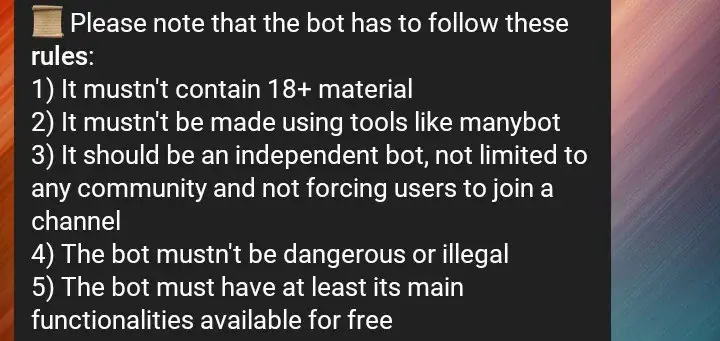 📜 Please note that the bot has to follow these
rules:
1) It mustn't contain 18+ material
2) It mustn't be made using tools like manybot
3) It should be an independent bot, not limited to
any community and not forcing users to join a
channel
4) The bot mustn't be dangerous or illegal
5) The bot must have at least its main
functionalities available for free